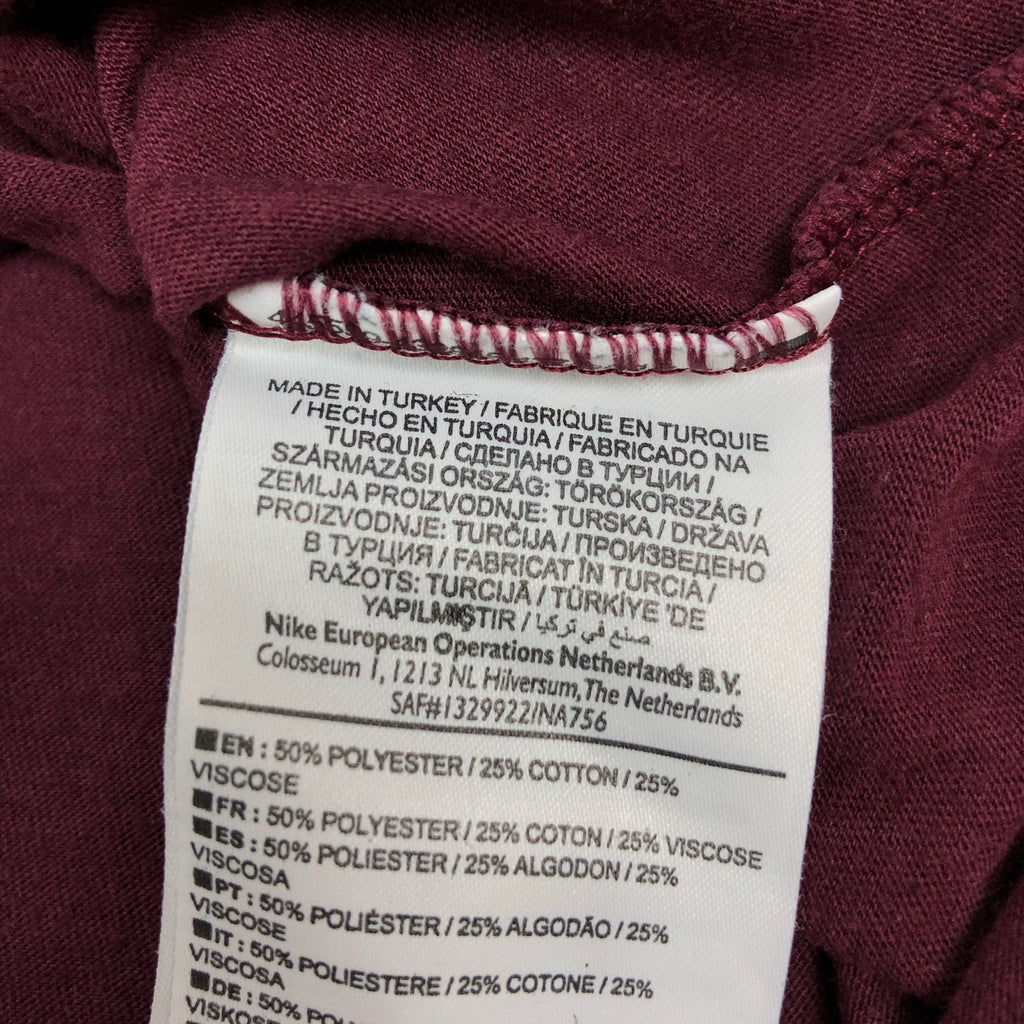 MADE IN TURKEY / FABRIQUE EN TURQUIE
/ HECHO EN TURQUIA / FABRICADO NA
TURQUIA / СДЕЛАНО В ТУРЦИИ /
SZÁRMAZÁSI ORSZÁG: TÖRÖKORSZÁG /
ZEMLJA PROIZVODNJE: TURSKA / DRŽAVA
PROIZVODNJE: TURČIJA / ПРОИЗВЕДЕНО
В ТУРЦИЯ / FABRICAT ÎN TURCIA /
RAŽOTS: TURCIJĀ / TÜRKİYE 'DE
YAPILMIŞTIR / صنع في تركيا
Nike European Operations Netherlands B.V.
Colosseum 1, 1213 NL Hilversum, The Netherlands
SAF#1329922/NA756
EN : 50% POLYESTER / 25% COTTON / 25%
VISCOSE
FR : 50% POLYESTER / 25% COTON / 25% VISCOSE
ES : 50% POLIESTER / 25% ALGODON / 25%
VISCOSA
PT : 50% POLIÉSTER / 25% ALGODÃO / 25%
VISCOSE
IT : 50% POLIESTERE / 25% COTONE / 25%
VISCOSA
DE : 50%